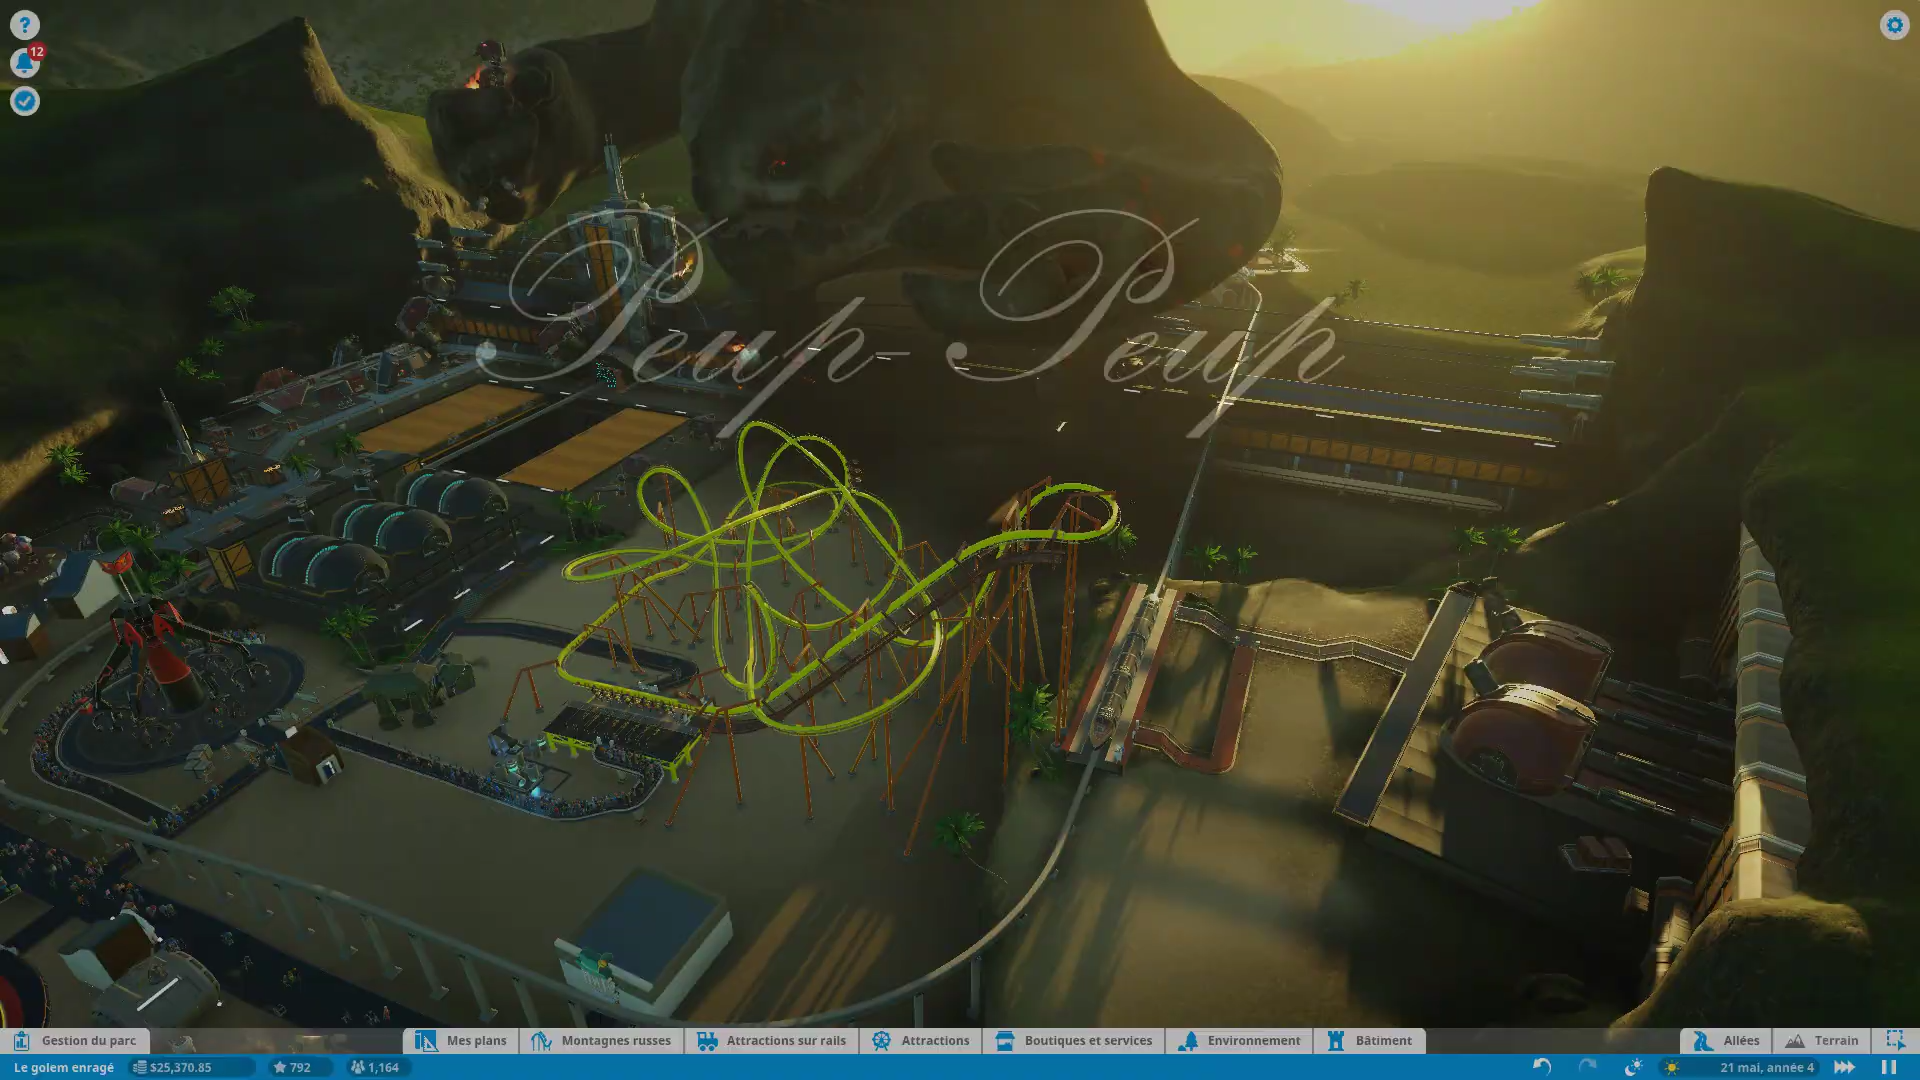 12
Peup-Peup
Gestion du parc
Mes plans
Montagnes russes
Attractions sur rails
Attractions
Boutiques et services
Environnement
Bâtiment
Allées
Terrain
Le golem enragé
$25,370.85
792
1,164
21 mai, année 4